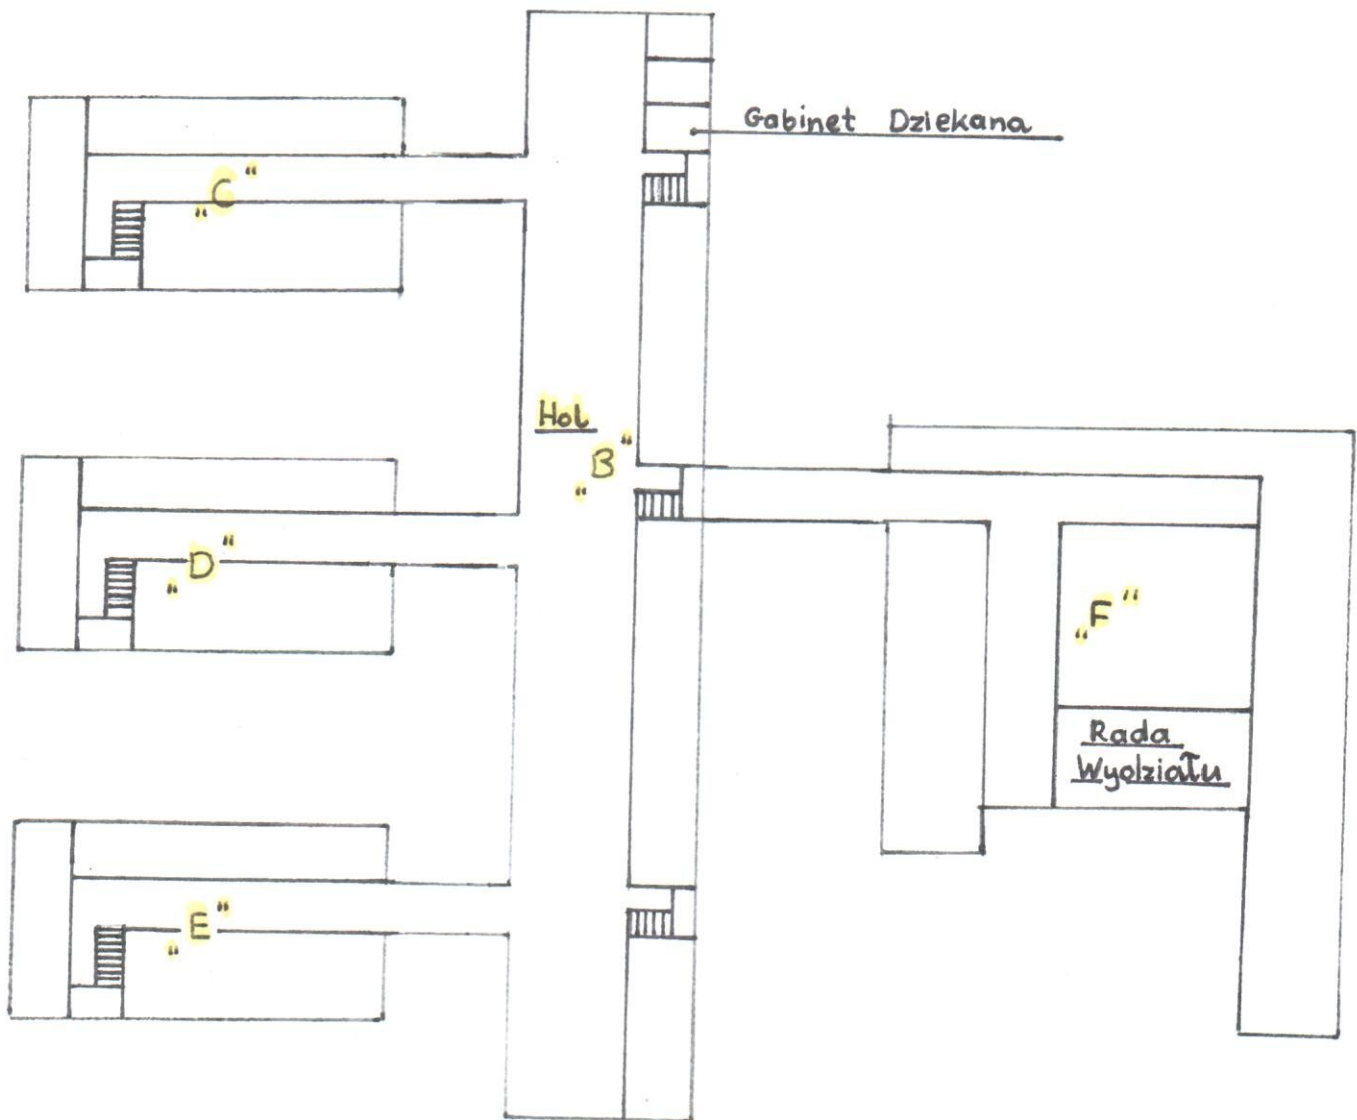 Gabinet Dziekana
„C“
Hol
„B“
„D“
„F“
Rada
Wydziału
„E“